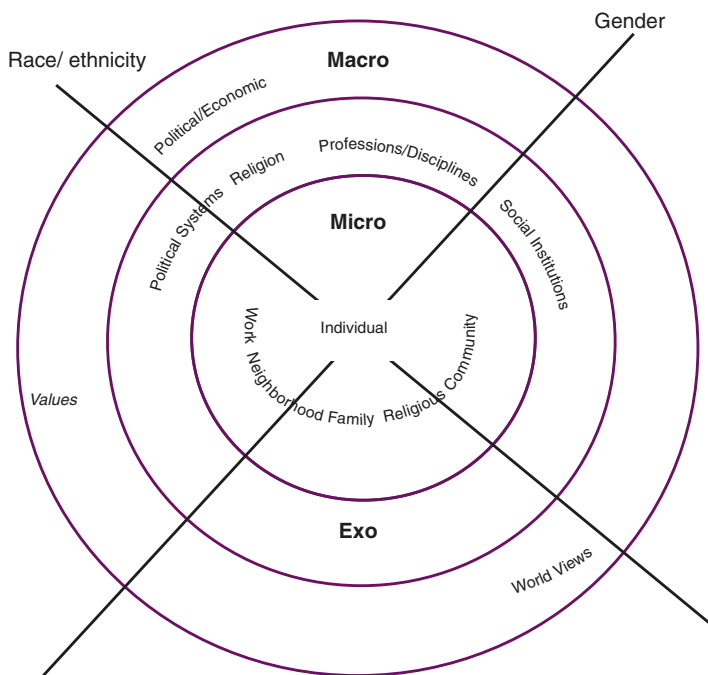 Gender
Race/ ethnicity
Macro
Political/Economic
Professions/Disciplines
Religion
Political Systems
Social Institutions
Micro
Individual
Work Neighborhood Family Religious Community
Values
Exo
World Views